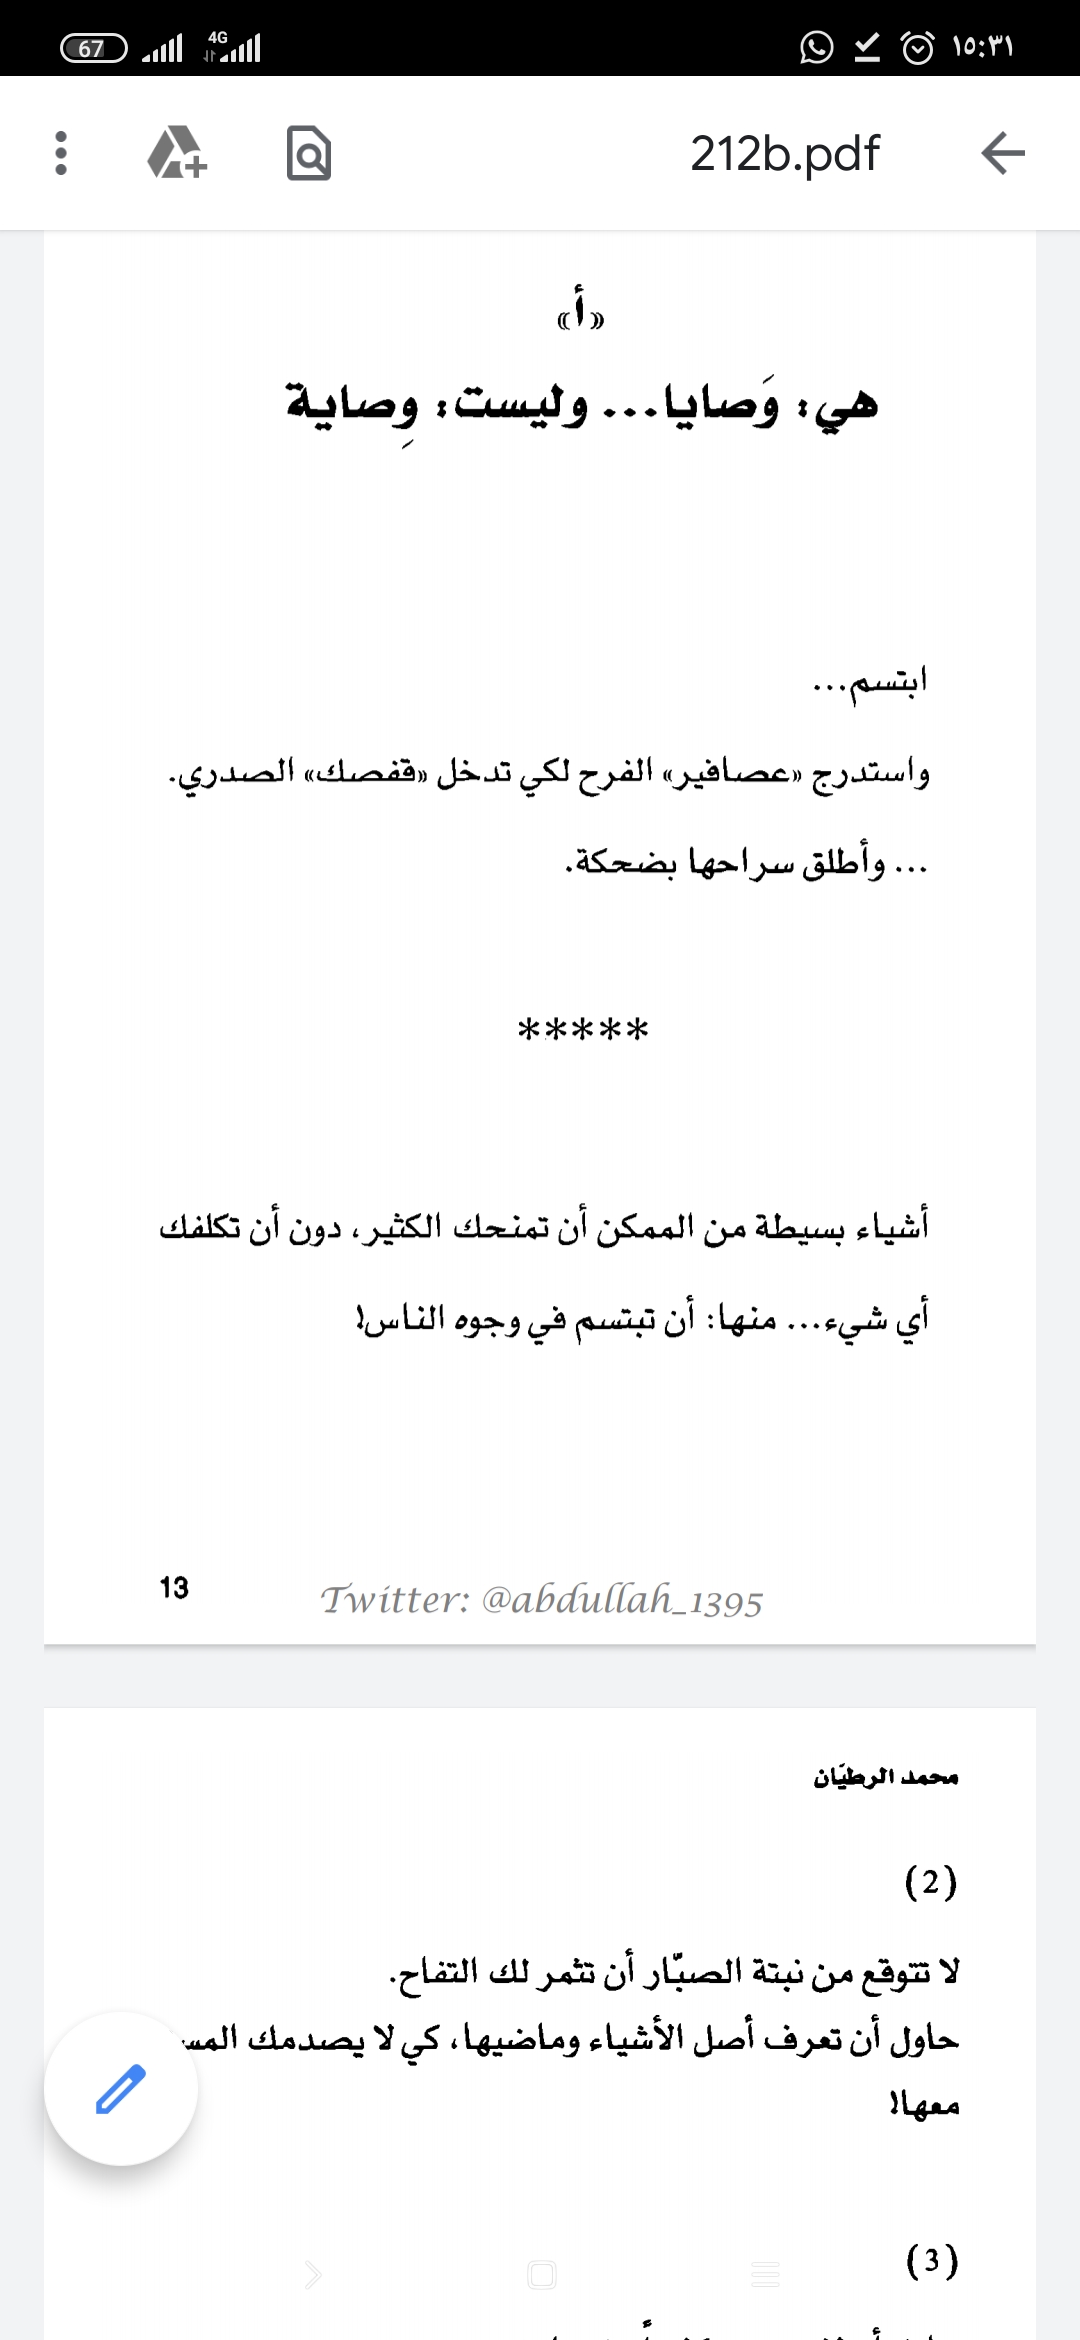 67
4G
١٥:٣١
212b.pdf
«أ»
هي: وَصايا... وليست: وِصاية
ابتسم...
واستدرج «عصافير» الفرح لكي تدخل «قفصك» الصدري.
... وأطلق سراحها بضحكة.
*****
أشياء بسيطة من الممكن أن تمنحك الكثير، دون أن تكلفك
أي شيء... منها: أن تبتسم في وجوه الناس!
13
Twitter: @abdullah_1395
محمد الرطيّان
(2)
لا تتوقع من نبتة الصبّار أن تثمر لك التفاح.
حاول أن تعرف أصل الأشياء وماضيها، كي لا يصدمك
معها!
(3)